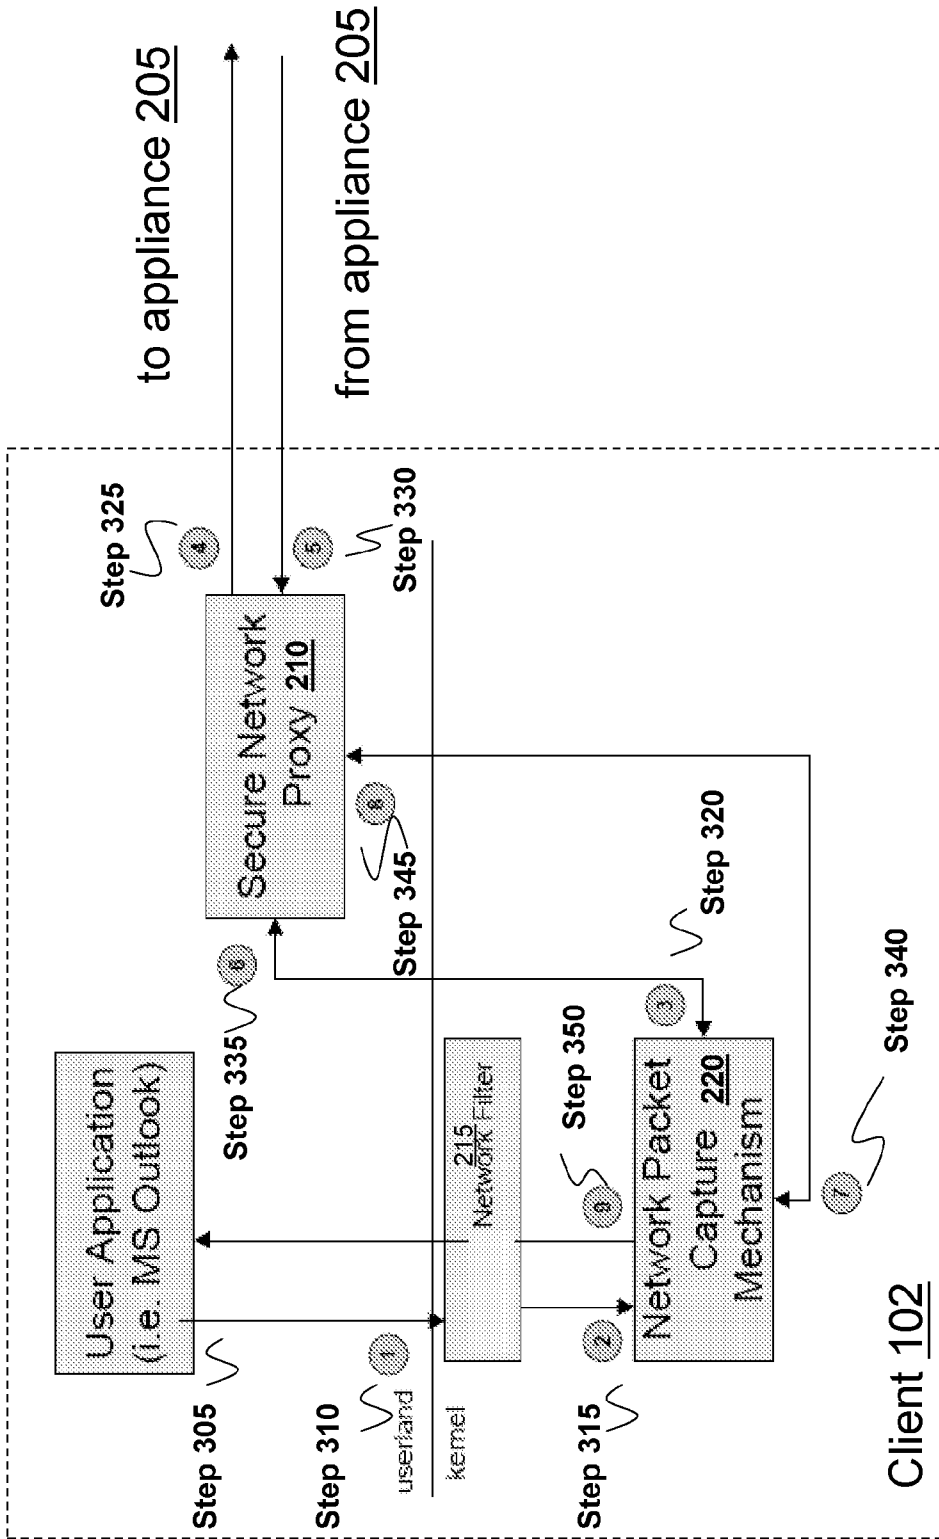 to appliance 205
from appliance 205
Step 325
4
5
Step 330
Secure Network
Proxy 210
8
Step 345
6
Step 335
Step 320
3
Step 340
7
User Application
(i.e. MS Outlook)
215
Network Filter
Step 350
9
Network Packet
Capture 220
Mechanism
Step 305
Step 310
1
userland
kernel
2
Step 315
Client 102